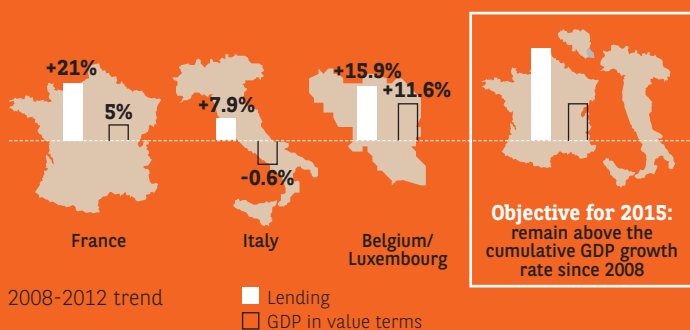 +21%
5%
France
+7.9%
-0.6%
Italy
+15.9%
+11.6%
Belgium/
Luxembourg
Objective for 2015:
remain above the
cumulative GDP growth
rate since 2008
2008-2012 trend
Lending
GDP in value terms